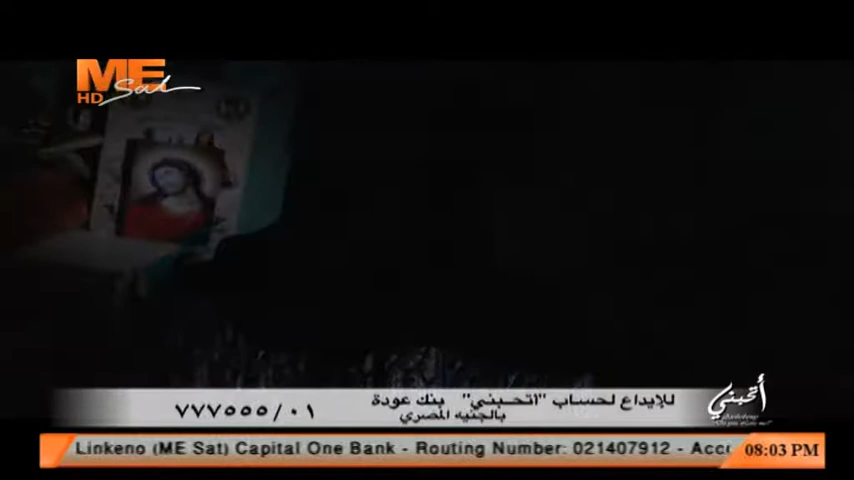 ME
HD Sat
للإيداع لحساب "اتحبني" بنك عودة ٧٧٧٥٥٥/٠١
بالجنيه المصري
أتحبني
Linkeno (ME Sat) Capital One Bank - Routing Number: 021407912 - Acc
08:03 PM